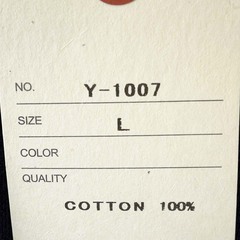 NO. Y-1007
SIZE L
COLOR
QUALITY
COTTON 100%